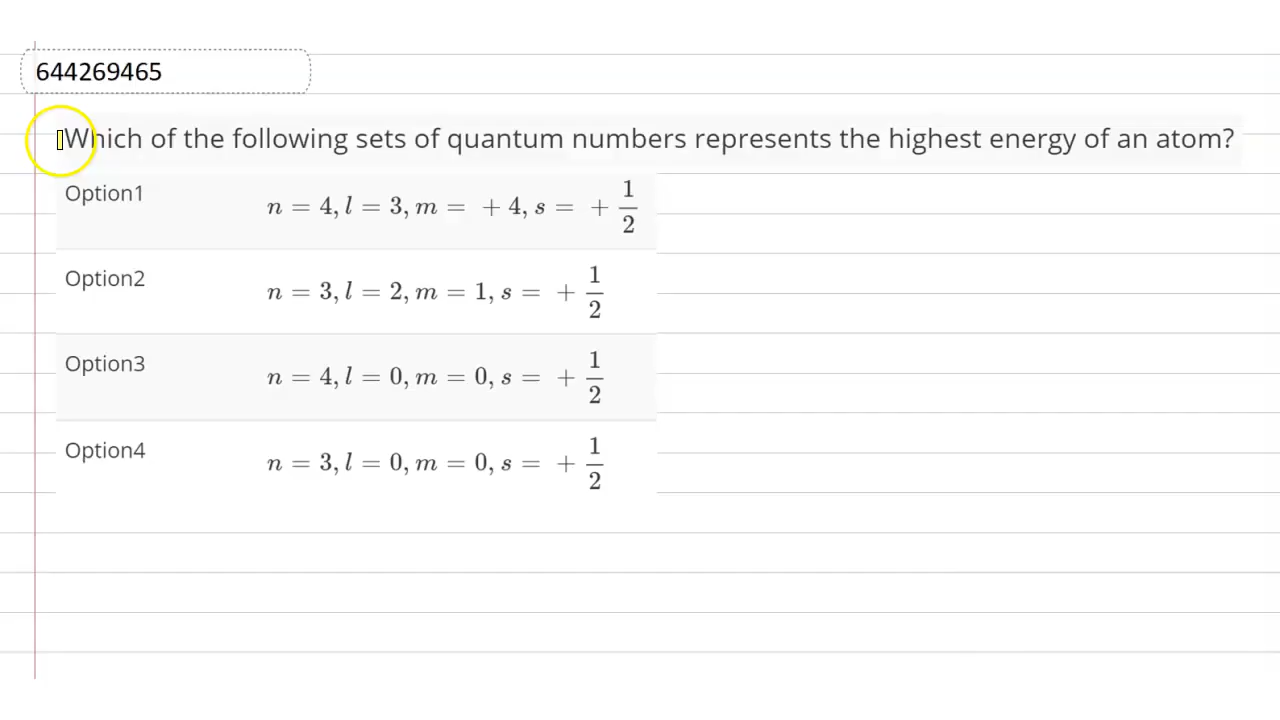 644269465
Which of the following sets of quantum numbers represents the highest energy of an atom?
Option1 n = 4, l = 3, m = + 4, s = + 1/2
Option2 n = 3, l = 2, m = 1, s = + 1/2
Option3 n = 4, l = 0, m = 0, s = + 1/2
Option4 n = 3, l = 0, m = 0, s = + 1/2